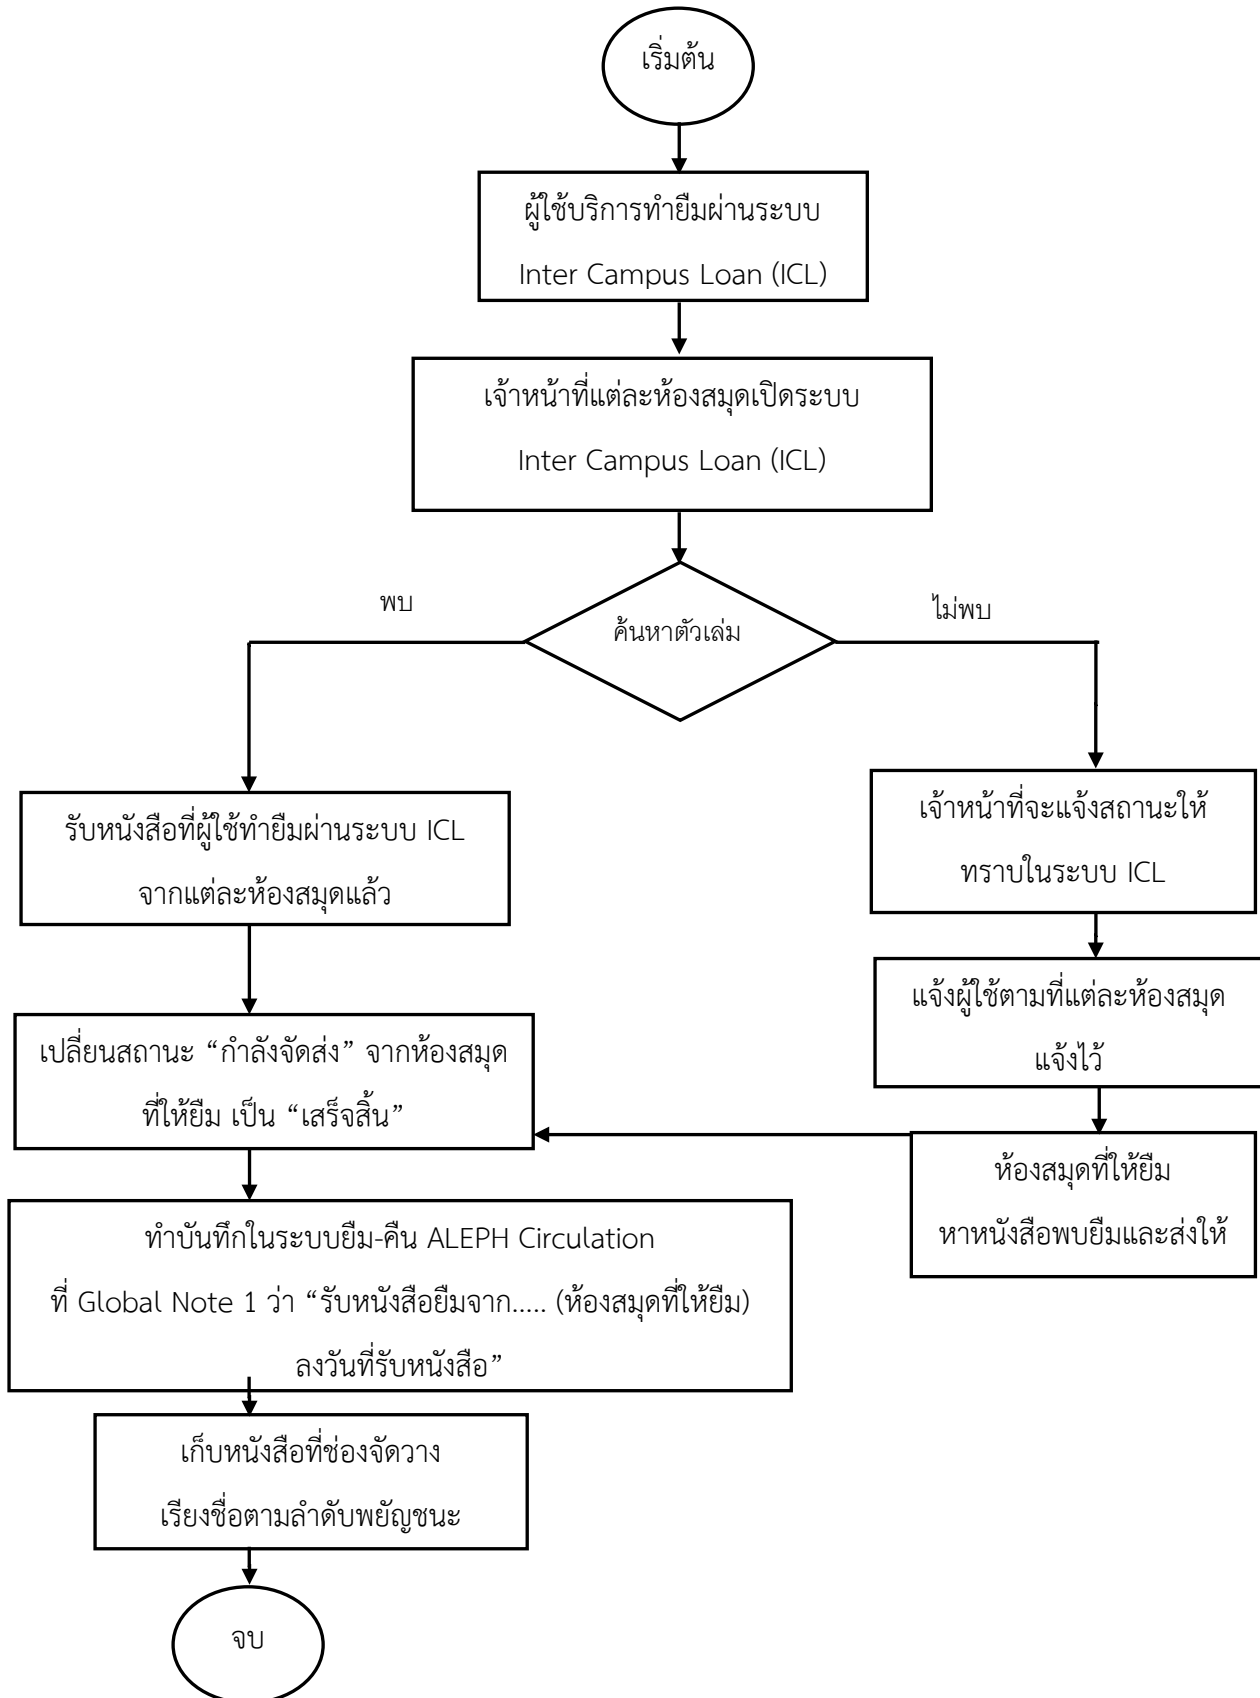 เริ่มต้น
ผู้ใช้บริการทำยืมผ่านระบบ
Inter Campus Loan (ICL)
เจ้าหน้าที่แต่ละห้องสมุดเปิดระบบ
Inter Campus Loan (ICL)
พบ
ค้นหาตัวเล่ม
ไม่พบ
รับหนังสือที่ผู้ใช้ทำยืมผ่านระบบ ICL
จากแต่ละห้องสมุดแล้ว
เจ้าหน้าที่จะแจ้งสถานะให้
ทราบในระบบ ICL
แจ้งผู้ใช้ตามที่แต่ละห้องสมุด
แจ้งไว้
เปลี่ยนสถานะ “กำลังจัดส่ง” จากห้องสมุด
ที่ให้ยืม เป็น “เสร็จสิ้น”
ห้องสมุดที่ให้ยืม
หาหนังสือพบยืมและส่งให้
ทำบันทึกในระบบยืม-คืน ALEPH Circulation
ที่ Global Note 1 ว่า “รับหนังสือยืมจาก..... (ห้องสมุดที่ให้ยืม)
ลงวันที่รับหนังสือ”
เก็บหนังสือที่ช่องจัดวาง
เรียงชื่อตามลำดับพยัญชนะ
จบ